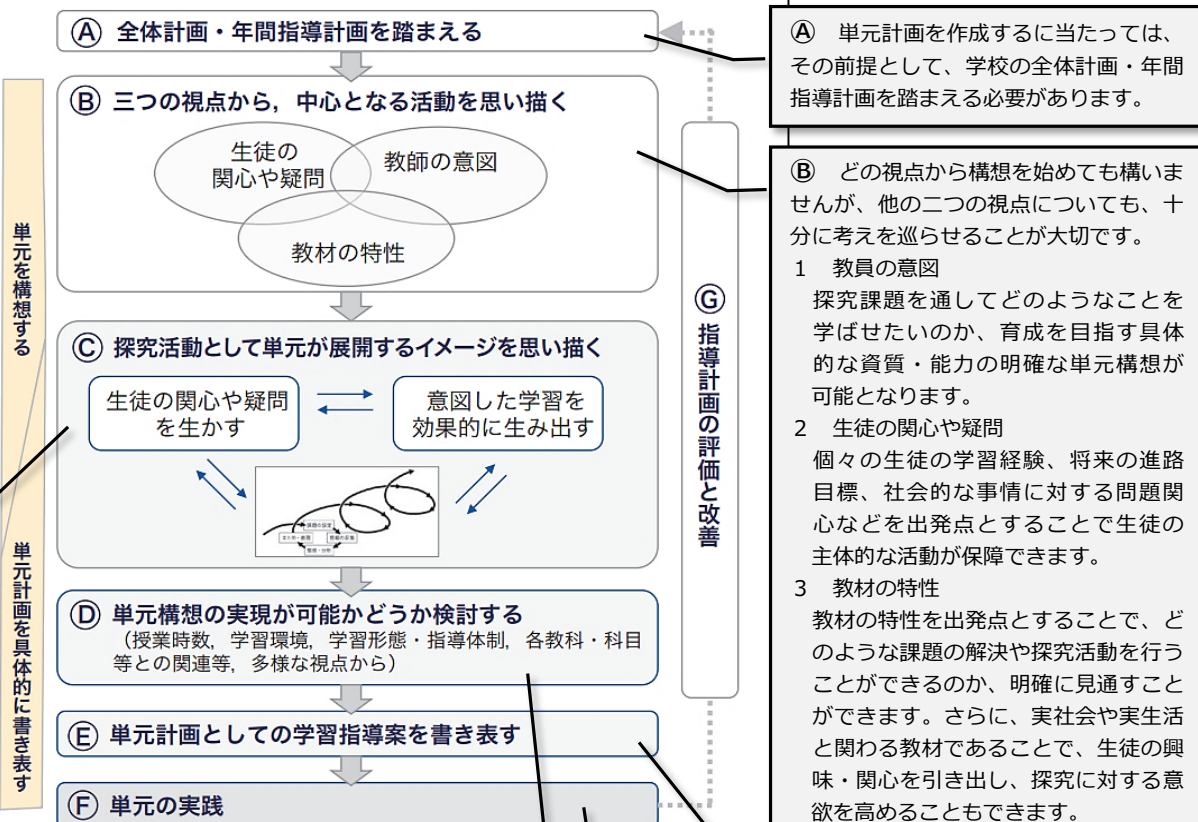 Ⓐ 全体計画・年間指導計画を踏まえる
Ⓑ 三つの視点から，中心となる活動を思い描く
生徒の
関心や疑問
教師の意図
教材の特性
Ⓒ 探究活動として単元が展開するイメージを思い描く
生徒の関心や疑問
を生かす
意図した学習を
効果的に生み出す
課題の設定
まとめ・表現
情報の収集
整理・分析
Ⓓ 単元構想の実現が可能かどうか検討する
（授業時数，学習環境，学習形態・指導体制，各教科・科目
等との関連等，多様な視点から）
Ⓔ 単元計画としての学習指導案を書き表す
Ⓕ 単元の実践
単元を構想する
単元計画を具体的に書き表す
Ⓖ 指導計画の評価と改善
Ⓐ　単元計画を作成するに当たっては、
その前提として、学校の全体計画・年間
指導計画を踏まえる必要があります。
Ⓑ　どの視点から構想を始めても構いま
せんが、他の二つの視点についても、十
分に考えを巡らせることが大切です。
１　教員の意図
探究課題を通してどのようなことを
学ばせたいのか、育成を目指す具体
的な資質・能力の明確な単元構想が
可能となります。
２　生徒の関心や疑問
個々の生徒の学習経験、将来の進路
目標、社会的な事情に対する問題関
心などを出発点とすることで生徒の
主体的な活動が保障できます。
３　教材の特性
教材の特性を出発点とすることで、ど
のような課題の解決や探究活動を行う
ことができるのか、明確に見通すこと
ができます。さらに、実社会や実生活
と関わる教材であることで、生徒の興
味・関心を引き出し、探究に対する意
欲を高めることもできます。